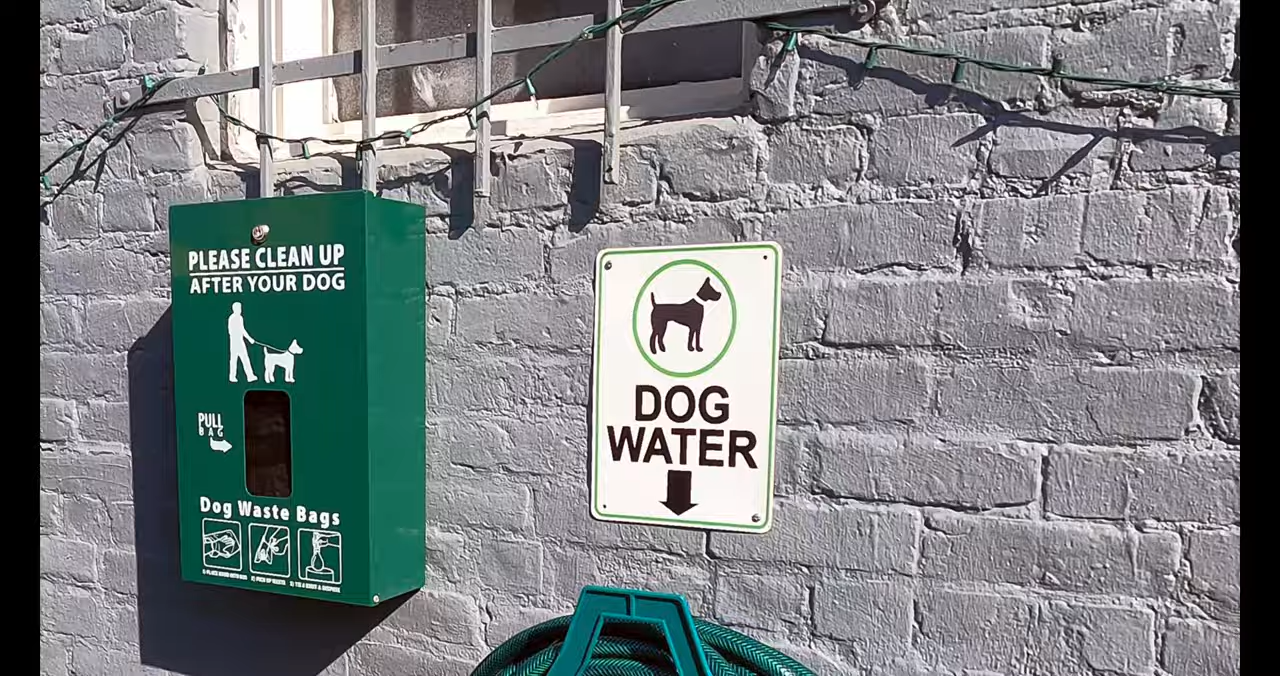 PLEASE CLEAN UP
AFTER YOUR DOG
PULL
BAG
Dog Waste Bags
DOG
WATER